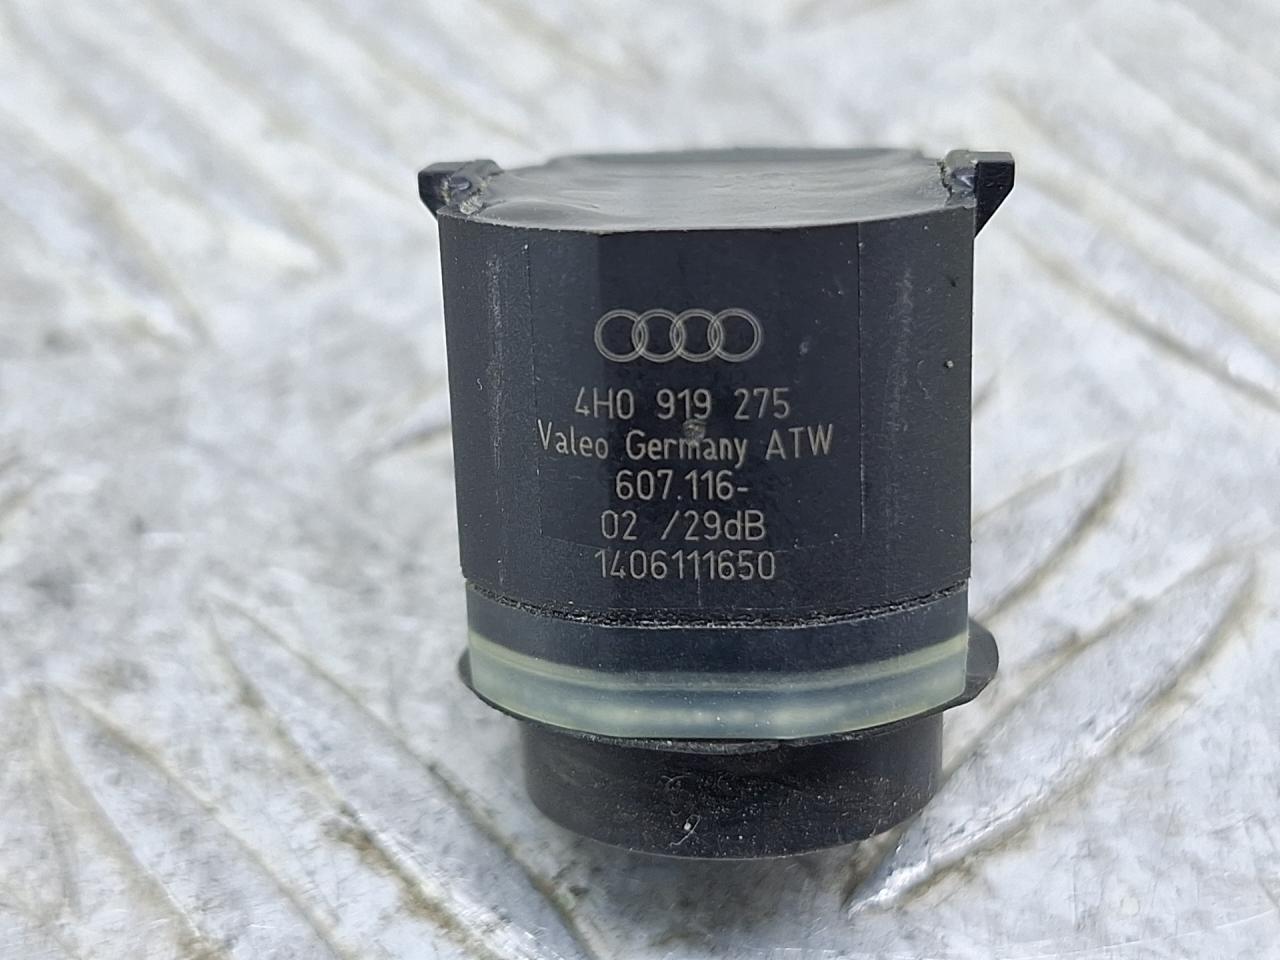 4H0 919 275
Valeo Germany ATW
607.116-
02 /29dB
1406111650